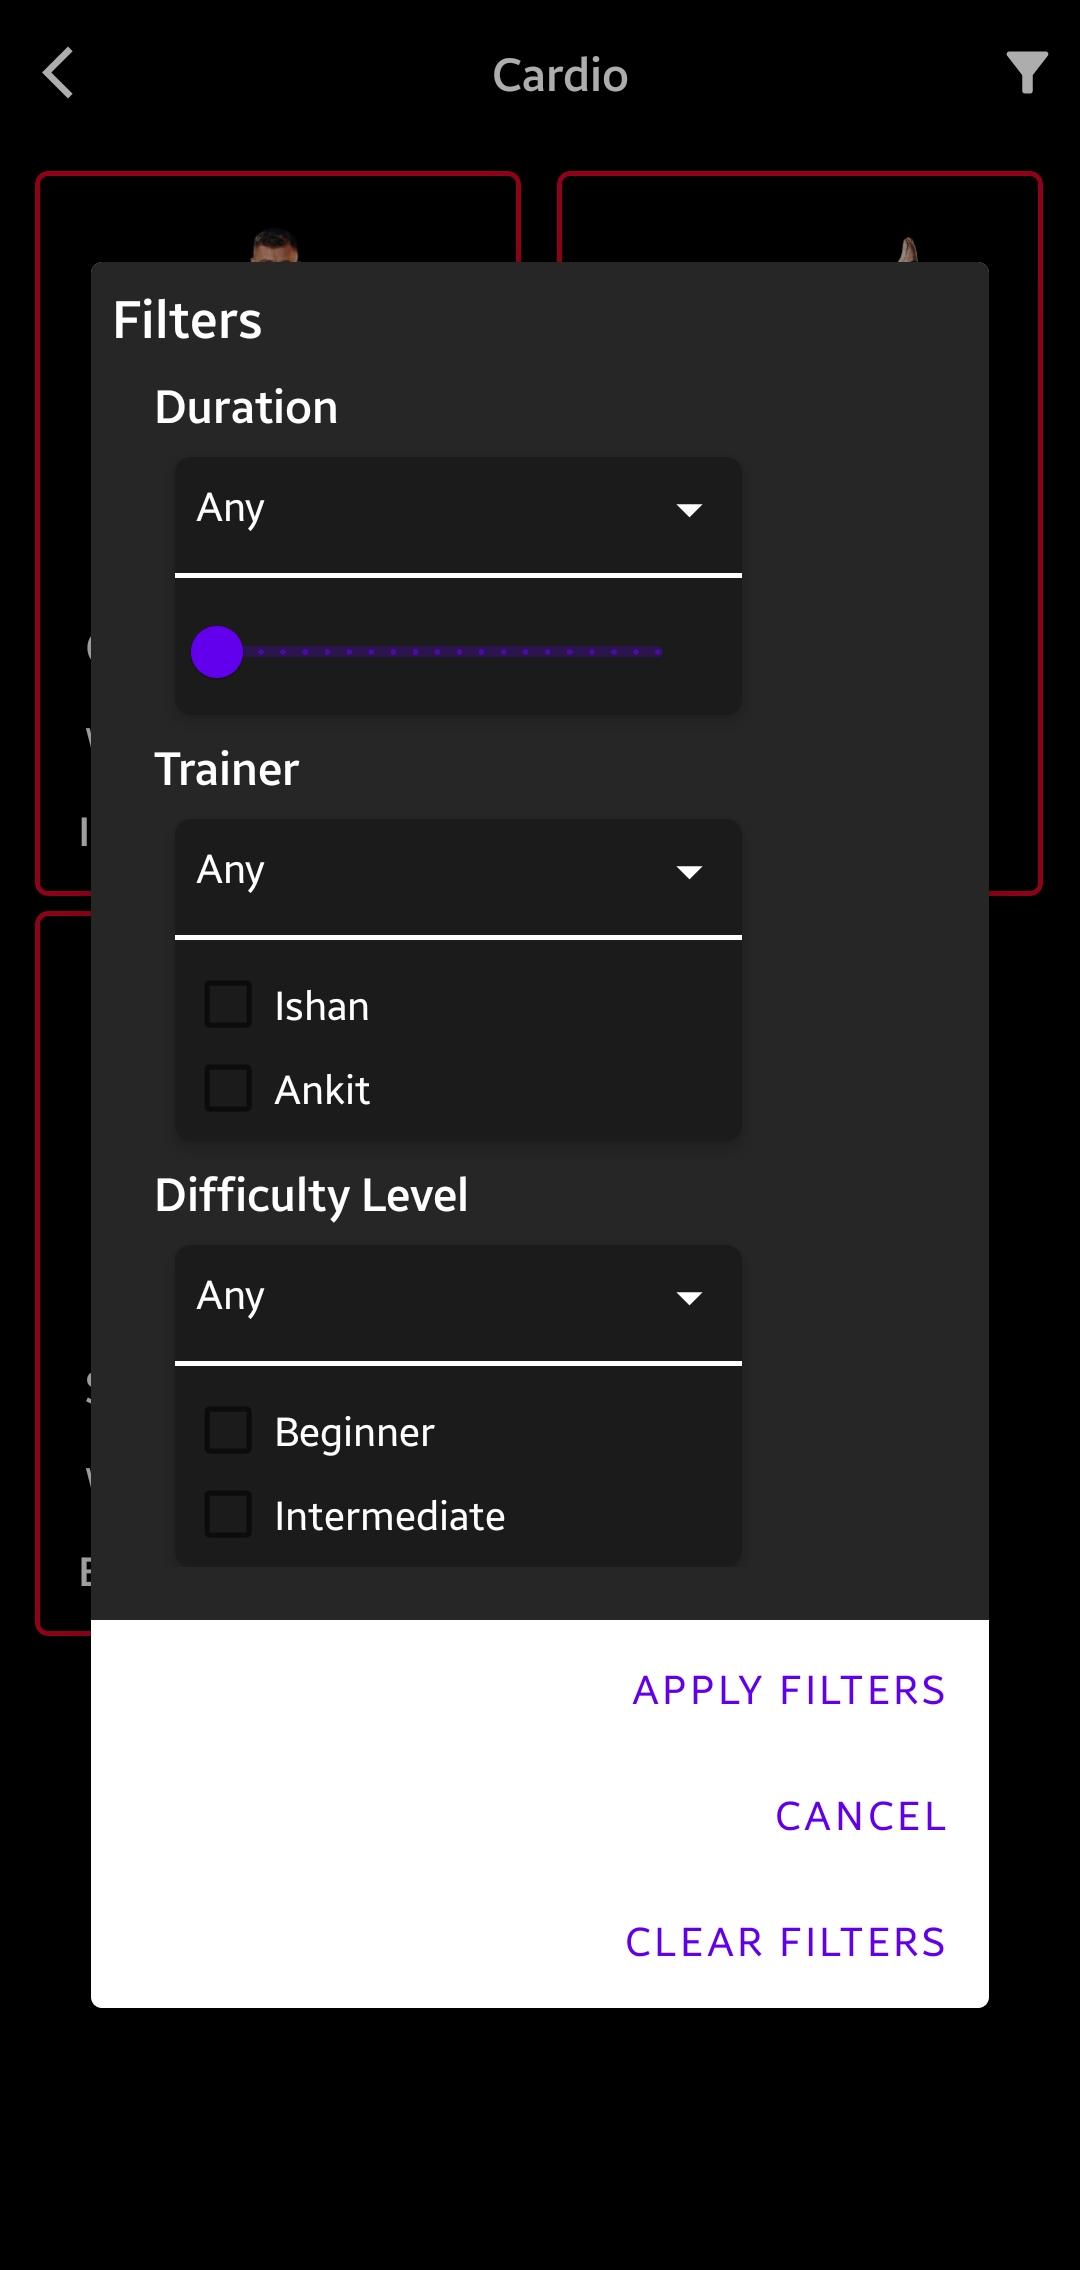 Cardio
Filters
Duration
Any
Trainer
Any
Ishan
Ankit
Difficulty Level
Any
Beginner
Intermediate
APPLY FILTERS
CANCEL
CLEAR FILTERS